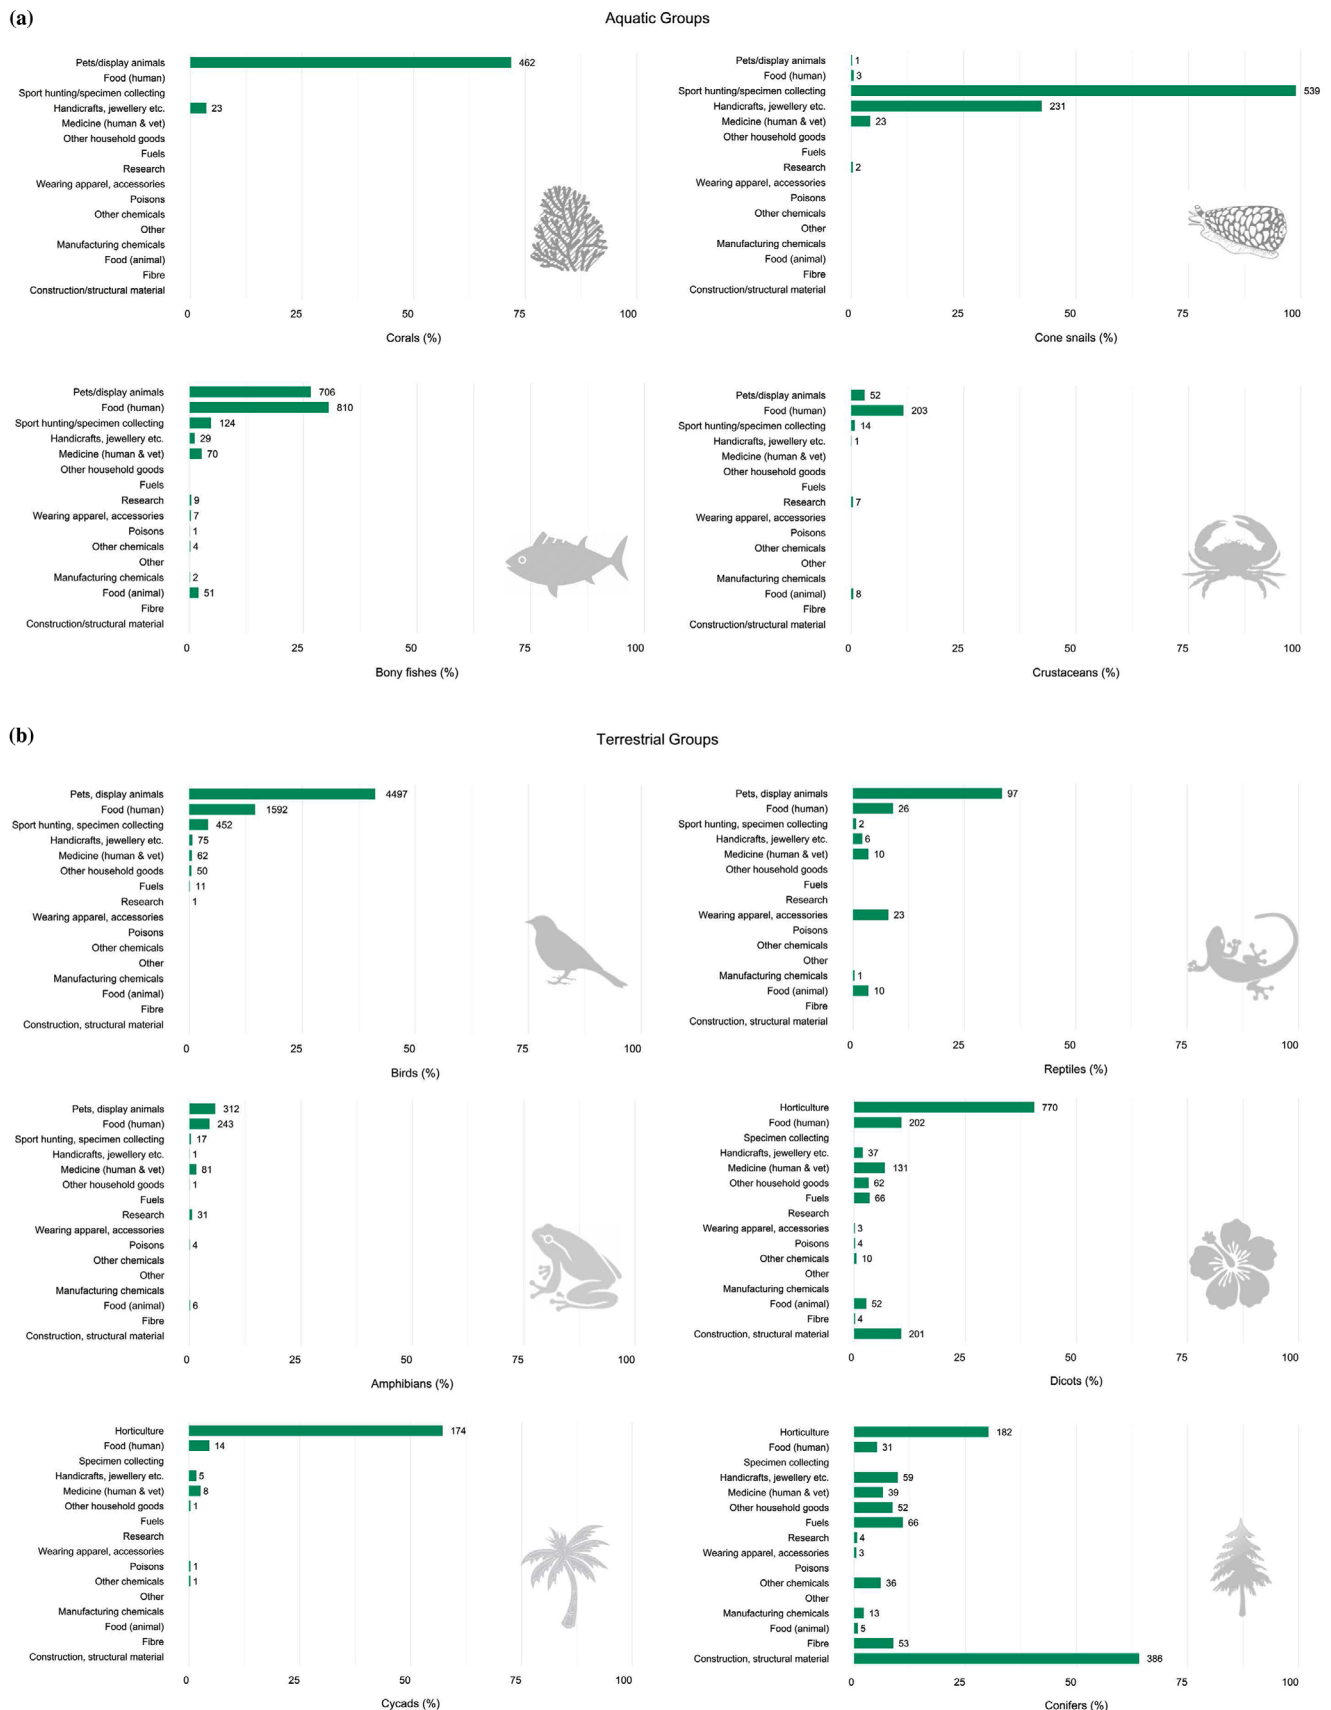 (a)
Aquatic Groups
Pets/display animals 462
Food (human)
Sport hunting/specimen collecting
Handicrafts, jewellery etc. 23
Medicine (human & vet)
Other household goods
Fuels
Research
Wearing apparel, accessories
Poisons
Other chemicals
Other
Manufacturing chemicals
Food (animal)
Fibre
Construction/structural material
0 25 50 75 100
Corals (%)
Pets/display animals 1
Food (human) 3
Sport hunting/specimen collecting 539
Handicrafts, jewellery etc. 231
Medicine (human & vet) 23
Other household goods
Fuels
Research 2
Wearing apparel, accessories
Poisons
Other chemicals
Other
Manufacturing chemicals
Food (animal)
Fibre
Construction/structural material
0 25 50 75 100
Cone snails (%)
Pets/display animals 706
Food (human) 810
Sport hunting/specimen collecting 124
Handicrafts, jewellery etc. 29
Medicine (human & vet) 70
Other household goods
Fuels
Research 9
Wearing apparel, accessories 7
Poisons 1
Other chemicals 4
Other
Manufacturing chemicals 2
Food (animal) 51
Fibre
Construction/structural material
0 25 50 75 100
Bony fishes (%)
Pets/display animals 52
Food (human) 203
Sport hunting/specimen collecting 14
Handicrafts, jewellery etc. 1
Medicine (human & vet)
Other household goods
Fuels
Research 7
Wearing apparel, accessories
Poisons
Other chemicals
Other
Manufacturing chemicals
Food (animal) 8
Fibre
Construction/structural material
0 25 50 75 100
Crustaceans (%)
(b)
Terrestrial Groups
Pets, display animals 4497
Food (human) 1592
Sport hunting, specimen collecting 452
Handicrafts, jewellery etc. 75
Medicine (human & vet) 62
Other household goods 50
Fuels 11
Research 1
Wearing apparel, accessories
Poisons
Other chemicals
Other
Manufacturing chemicals
Food (animal)
Fibre
Construction, structural material
0 25 50 75 100
Birds (%)
Pets, display animals 97
Food (human) 26
Sport hunting, specimen collecting 2
Handicrafts, jewellery etc. 6
Medicine (human & vet) 10
Other household goods
Fuels
Research
Wearing apparel, accessories 23
Poisons
Other chemicals
Other
Manufacturing chemicals 1
Food (animal) 10
Fibre
Construction, structural material
0 25 50 75 100
Reptiles (%)
Pets, display animals 312
Food (human) 243
Sport hunting, specimen collecting 17
Handicrafts, jewellery etc. 1
Medicine (human & vet) 81
Other household goods 1
Fuels
Research 31
Wearing apparel, accessories
Poisons 4
Other chemicals
Other
Manufacturing chemicals
Food (animal) 6
Fibre
Construction, structural material
0 25 50 75 100
Amphibians (%)
Horticulture 770
Food (human) 202
Specimen collecting
Handicrafts, jewellery etc. 37
Medicine (human & vet) 131
Other household goods 62
Fuels 66
Research
Wearing apparel, accessories 3
Poisons 4
Other chemicals 10
Other
Manufacturing chemicals
Food (animal) 52
Fibre 4
Construction, structural material 201
0 25 50 75 100
Dicots (%)
Horticulture 174
Food (human) 14
Specimen collecting
Handicrafts, jewellery etc. 5
Medicine (human & vet) 8
Other household goods 1
Fuels
Research
Wearing apparel, accessories
Poisons 1
Other chemicals 1
Other
Manufacturing chemicals
Food (animal)
Fibre
Construction, structural material
0 25 50 75 100
Cycads (%)
Horticulture 182
Food (human) 31
Specimen collecting
Handicrafts, jewellery etc. 59
Medicine (human & vet) 39
Other household goods 52
Fuels 66
Research 4
Wearing apparel, accessories 3
Poisons
Other chemicals 36
Other
Manufacturing chemicals 13
Food (animal) 5
Fibre 53
Construction, structural material 386
0 25 50 75 100
Conifers (%)